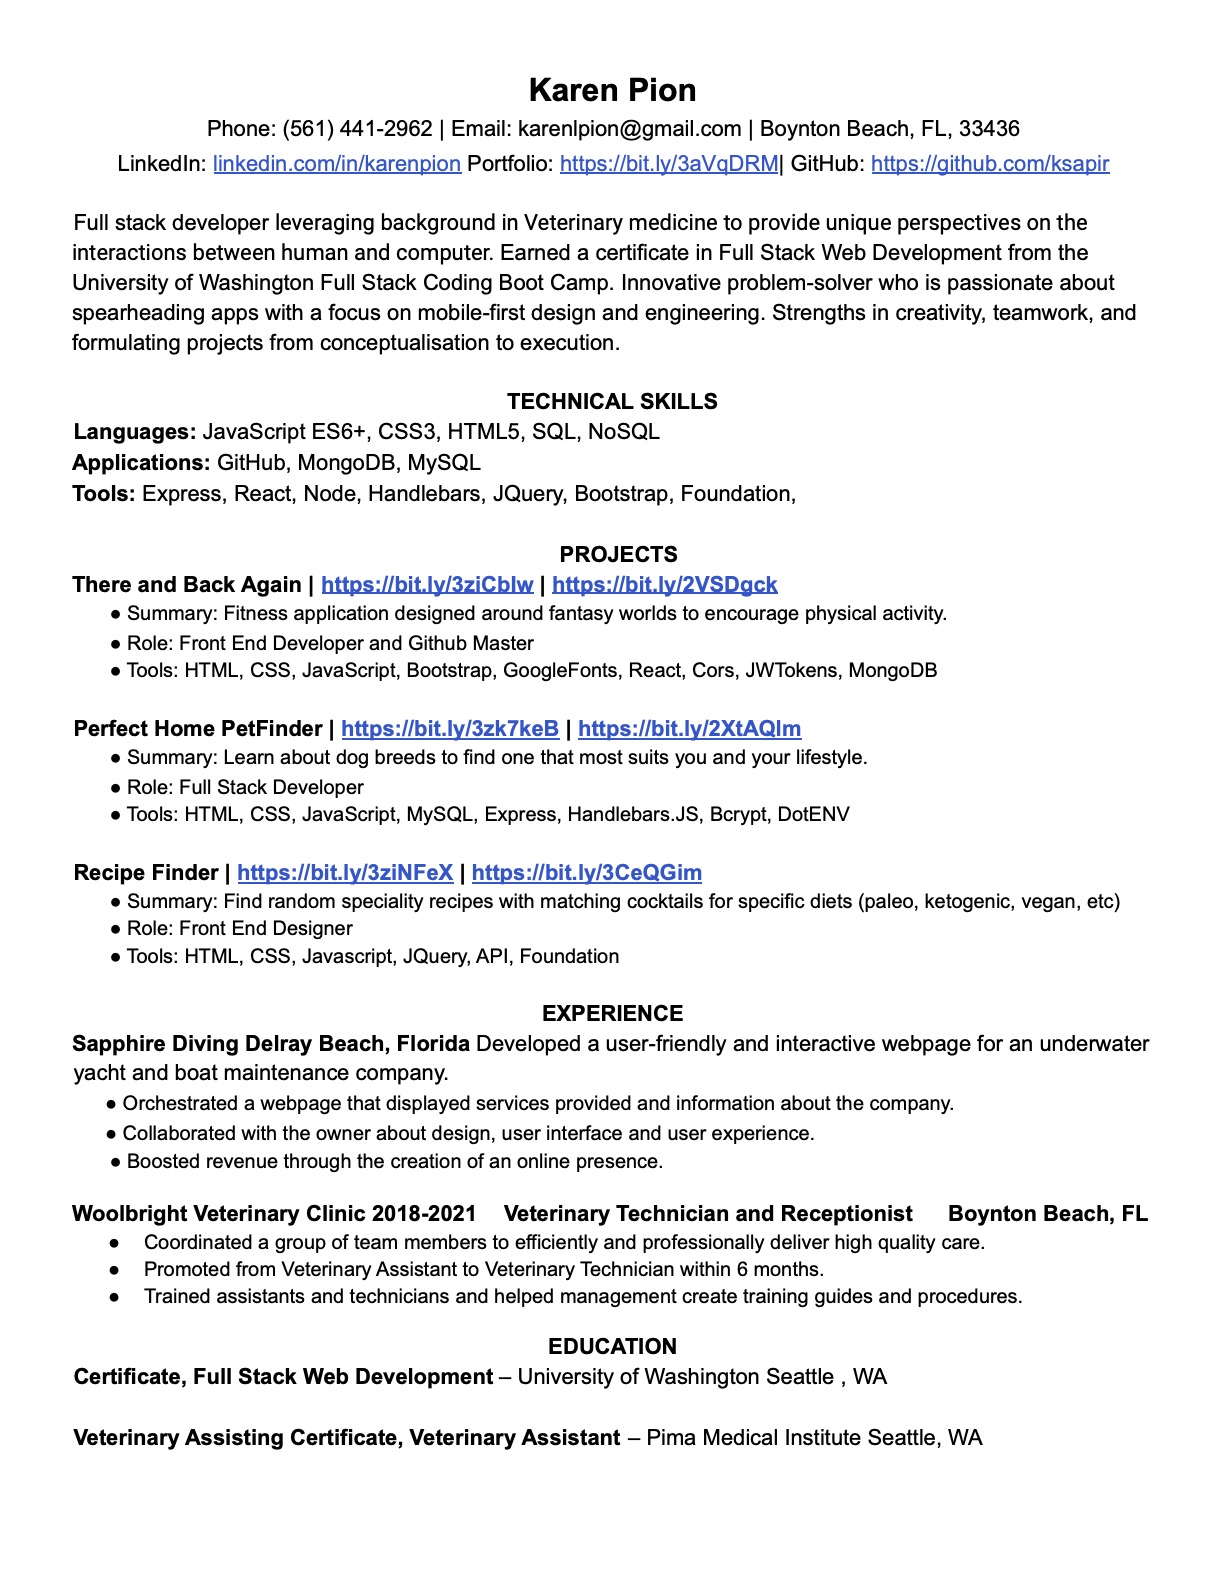 Karen Pion
Phone: (561) 441-2962 | Email: karenlpion@gmail.com | Boynton Beach, FL, 33436
LinkedIn: linkedin.com/in/karenpion Portfolio: https://bit.ly/3aVqDRM| GitHub: https://github.com/ksapir
Full stack developer leveraging background in Veterinary medicine to provide unique perspectives on the
interactions between human and computer. Earned a certificate in Full Stack Web Development from the
University of Washington Full Stack Coding Boot Camp. Innovative problem-solver who is passionate about
spearheading apps with a focus on mobile-first design and engineering. Strengths in creativity, teamwork, and
formulating projects from conceptualisation to execution.
TECHNICAL SKILLS
Languages: JavaScript ES6+, CSS3, HTML5, SQL, NoSQL
Applications: GitHub, MongoDB, MySQL
Tools: Express, React, Node, Handlebars, JQuery, Bootstrap, Foundation,
PROJECTS
There and Back Again | https://bit.ly/3ziCblw | https://bit.ly/2VSDgck
● Summary: Fitness application designed around fantasy worlds to encourage physical activity.
● Role: Front End Developer and Github Master
● Tools: HTML, CSS, JavaScript, Bootstrap, GoogleFonts, React, Cors, JWTokens, MongoDB
Perfect Home PetFinder | https://bit.ly/3zk7keB | https://bit.ly/2XtAQlm
● Summary: Learn about dog breeds to find one that most suits you and your lifestyle.
● Role: Full Stack Developer
● Tools: HTML, CSS, JavaScript, MySQL, Express, Handlebars.JS, Bcrypt, DotENV
Recipe Finder | https://bit.ly/3ziNFeX | https://bit.ly/3CeQGim
● Summary: Find random speciality recipes with matching cocktails for specific diets (paleo, ketogenic, vegan, etc)
● Role: Front End Designer
● Tools: HTML, CSS, Javascript, JQuery, API, Foundation
EXPERIENCE
Sapphire Diving Delray Beach, Florida Developed a user-friendly and interactive webpage for an underwater
yacht and boat maintenance company.
● Orchestrated a webpage that displayed services provided and information about the company.
● Collaborated with the owner about design, user interface and user experience.
● Boosted revenue through the creation of an online presence.
Woolbright Veterinary Clinic 2018-2021 Veterinary Technician and Receptionist Boynton Beach, FL
● Coordinated a group of team members to efficiently and professionally deliver high quality care.
● Promoted from Veterinary Assistant to Veterinary Technician within 6 months.
● Trained assistants and technicians and helped management create training guides and procedures.
EDUCATION
Certificate, Full Stack Web Development – University of Washington Seattle , WA
Veterinary Assisting Certificate, Veterinary Assistant – Pima Medical Institute Seattle, WA